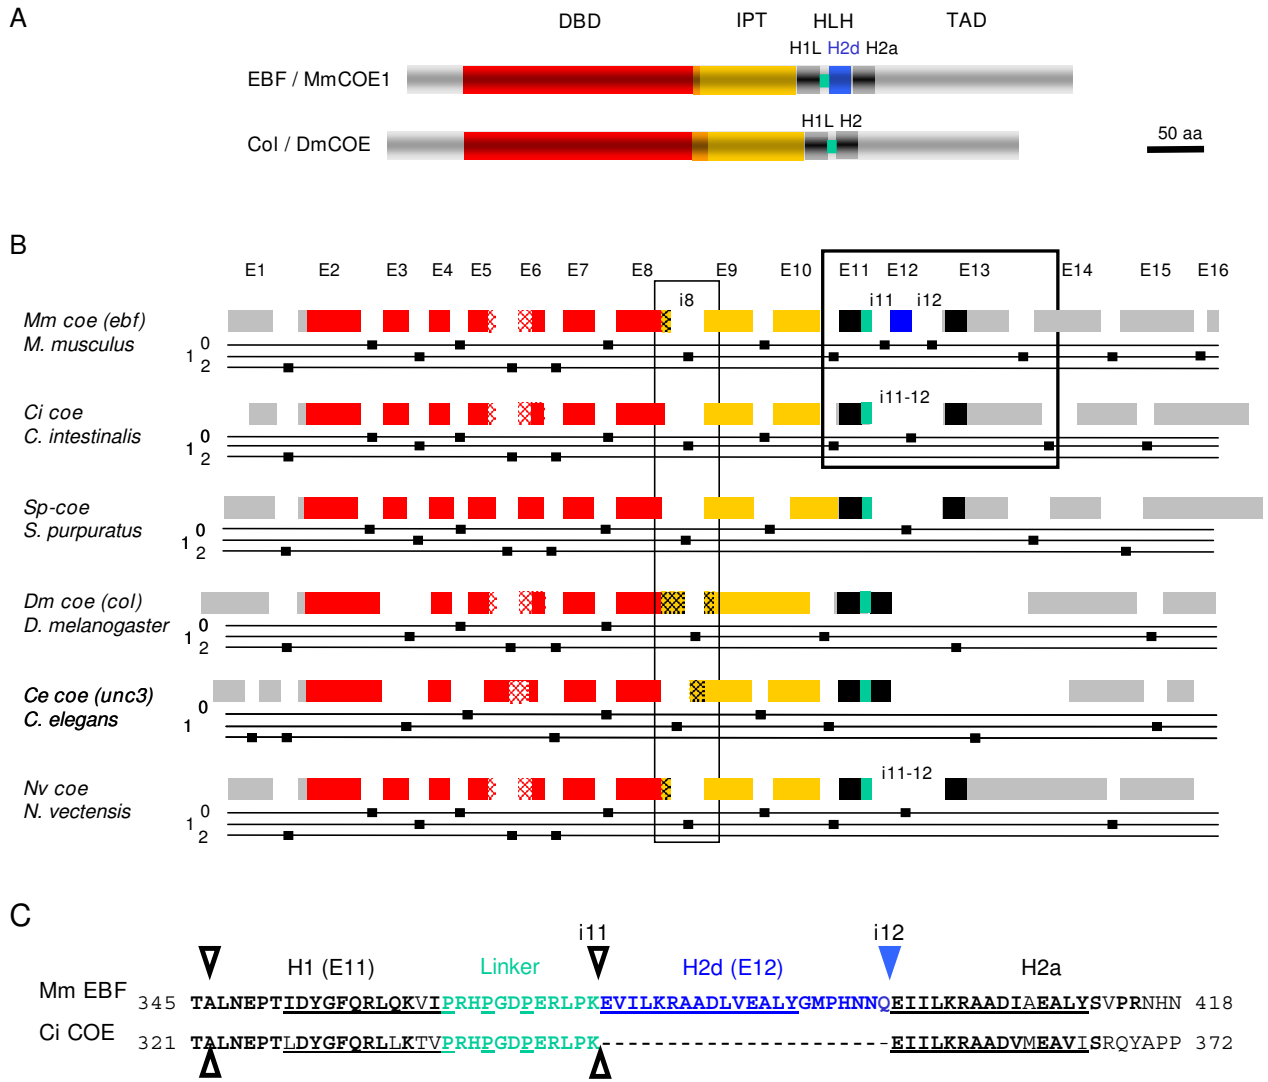 A
DBD IPT HLH TAD
H1L H2d H2a
EBF / MmCOE1
H1L H2
Col / DmCOE
50 aa
B
E1 E2 E3 E4 E5 E6 E7 E8 E9 E10 E11 E12 E13 E14 E15 E16
i8 i11 i12
Mm coe (ebf)
M. musculus
0
1
2
i11-12
Ci coe
C. intestinalis
0
1
2
Sp-coe
S. purpuratus
0
1
2
Dm coe (col)
D. melanogaster
0
1
2
Ce coe (unc3)
C. elegans
0
1
2
i11-12
Nv coe
N. vectensis
0
1
2
C
i11 i12
H1 (E11) Linker H2d (E12) H2a
Mm EBF
345 TALNEPTIDYGFQRLQKVIPRHPGDPERLPKEVILKRAADLVEALYGMPHNNQEIILKRAADIAEALYSVPRNHN 418
Ci COE
321 TALNEPTLDYGFQRLLKTVPRHPGDPERLPK----------------------EIILKRAADVMEAVISRQYAPP 372